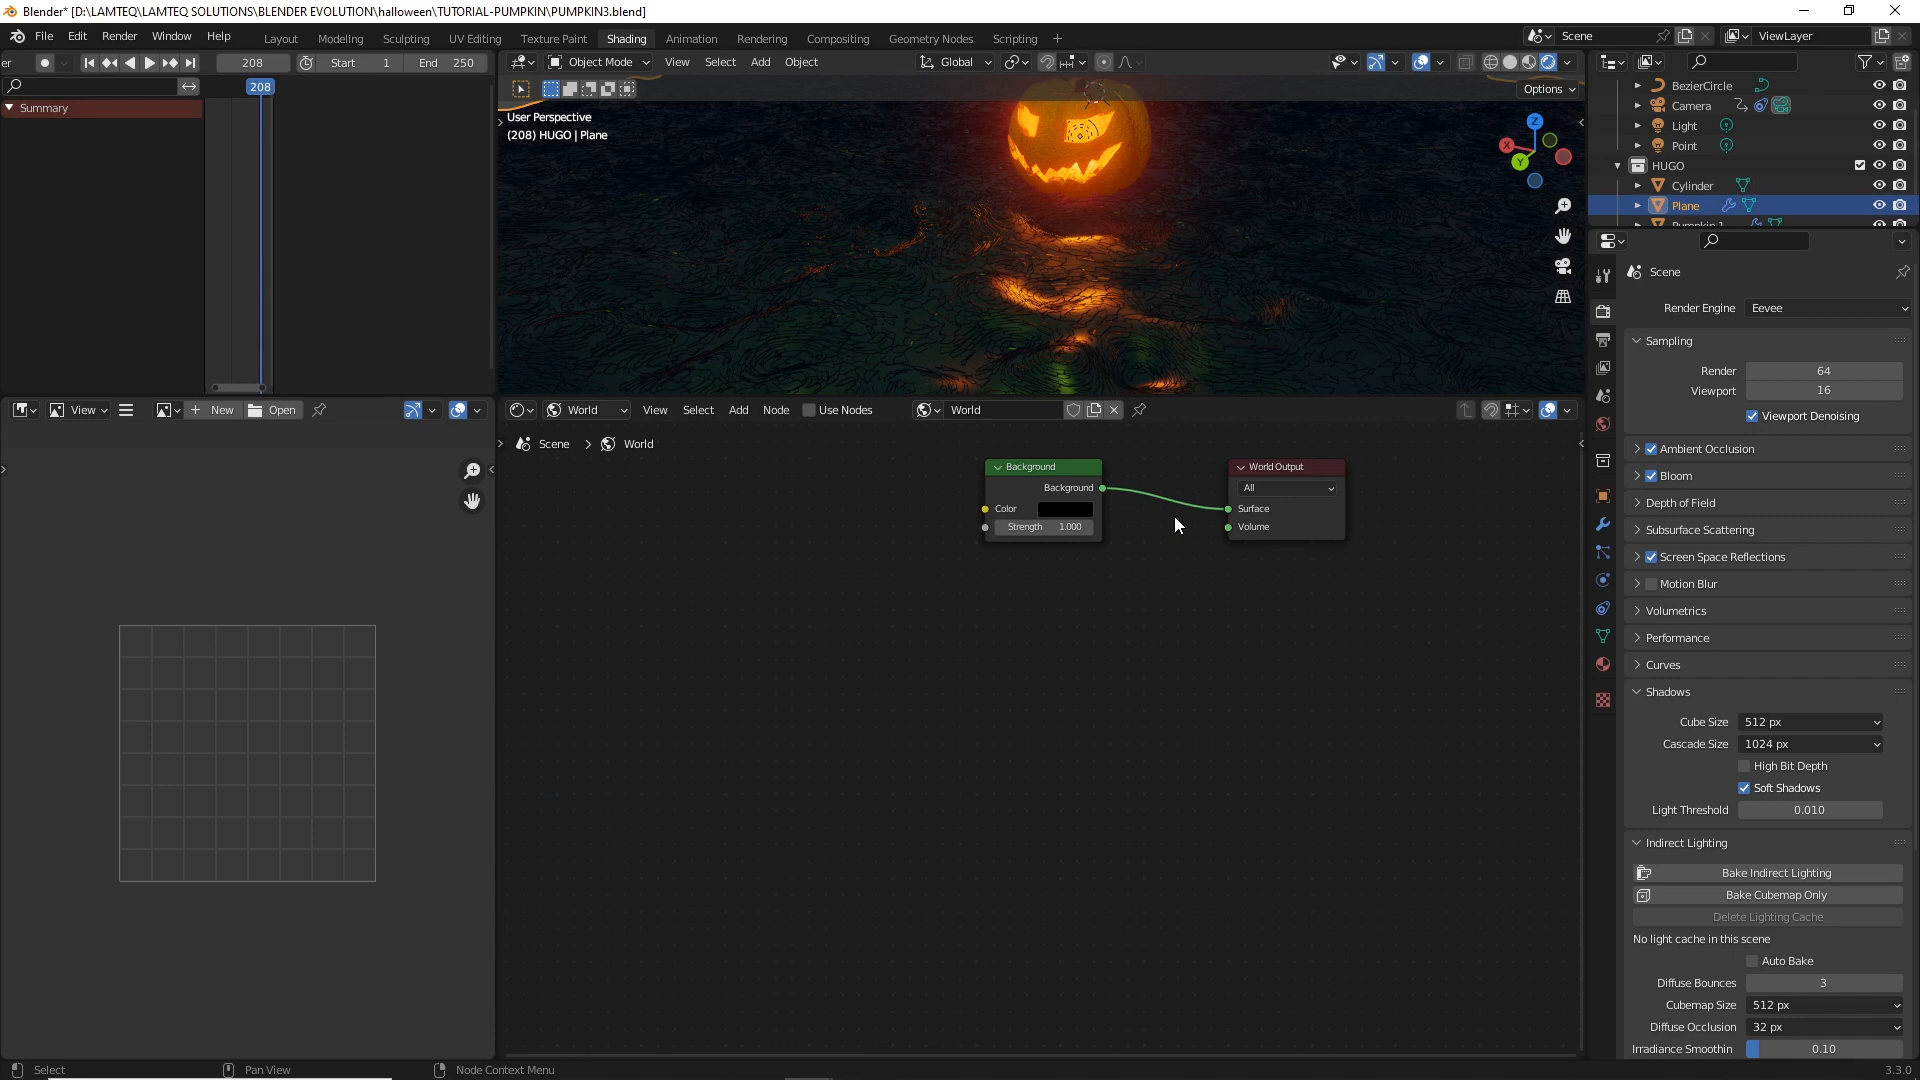 Blender* [D:\LAMTEQ\LAMTEQ SOLUTIONS\BLENDER EVOLUTION\halloween\TUTORIAL-PUMPKIN\PUMPKIN3.blend]
File Edit Render Window Help Layout Modeling Sculpting UV Editing Texture Paint Shading Animation Rendering Compositing Geometry Nodes Scripting + Scene ViewLayer
er 208 Start 1 End 250 Object Mode View Select Add Object Global
208
Options
Summary
User Perspective
(208) HUGO | Plane
Z
X
Y
BezierCircle
Camera
Light
Point
HUGO
Cylinder
Plane
Pumpkin 1
Scene
Render Engine Eevee
Sampling
Render 64
Viewport 16
Viewport Denoising
Ambient Occlusion
Bloom
Depth of Field
Subsurface Scattering
Screen Space Reflections
Motion Blur
Volumetrics
Performance
Curves
Shadows
Cube Size 512 px
Cascade Size 1024 px
High Bit Depth
Soft Shadows
Light Threshold 0.010
Indirect Lighting
Bake Indirect Lighting
Bake Cubemap Only
Delete Lighting Cache
No light cache in this scene
Auto Bake
Diffuse Bounces 3
Cubemap Size 512 px
Diffuse Occlusion 32 px
Irradiance Smoothin 0.10
View + New Open
World View Select Add Node Use Nodes World
Scene > World
Background
Background
Color
Strength 1.000
World Output
All
Surface
Volume
Select Pan View Node Context Menu 3.3.0